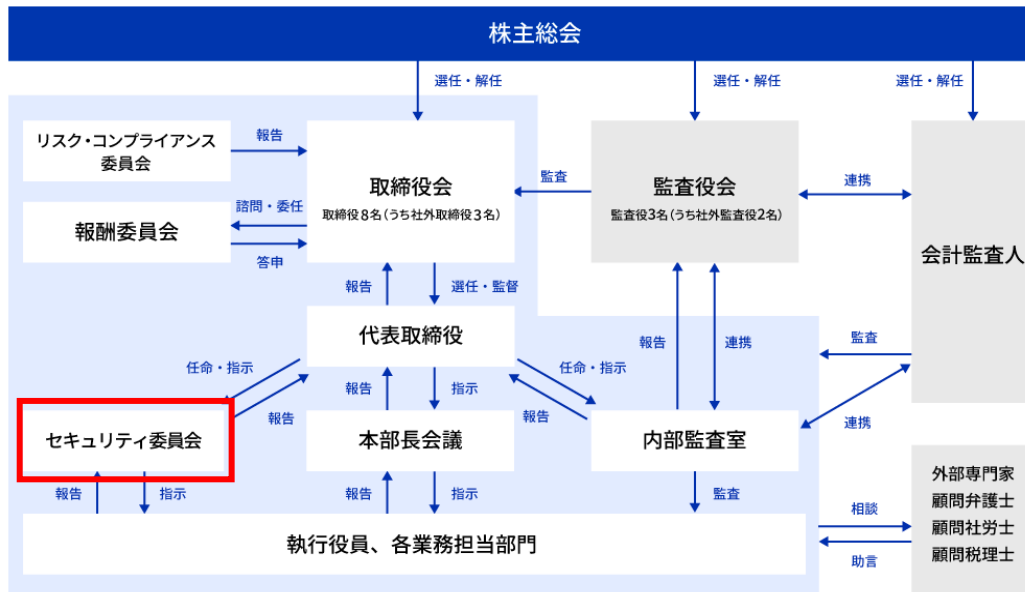 株主総会
選任・解任
選任・解任
選任・解任
リスク・コンプライアンス
委員会
報告
取締役会
取締役8名(うち社外取締役3名)
監査
監査役会
監査役3名(うち社外監査役2名)
連携
会計監査人
報酬委員会
諮問・委任
答申
報告
選任・監督
代表取締役
報告
連携
監査
任命・指示
報告
報告
指示
任命・指示
報告
連携
セキュリティ委員会
本部長会議
内部監査室
報告
指示
報告
指示
監査
執行役員、各業務担当部門
相談
助言
外部専門家
顧問弁護士
顧問社労士
顧問税理士